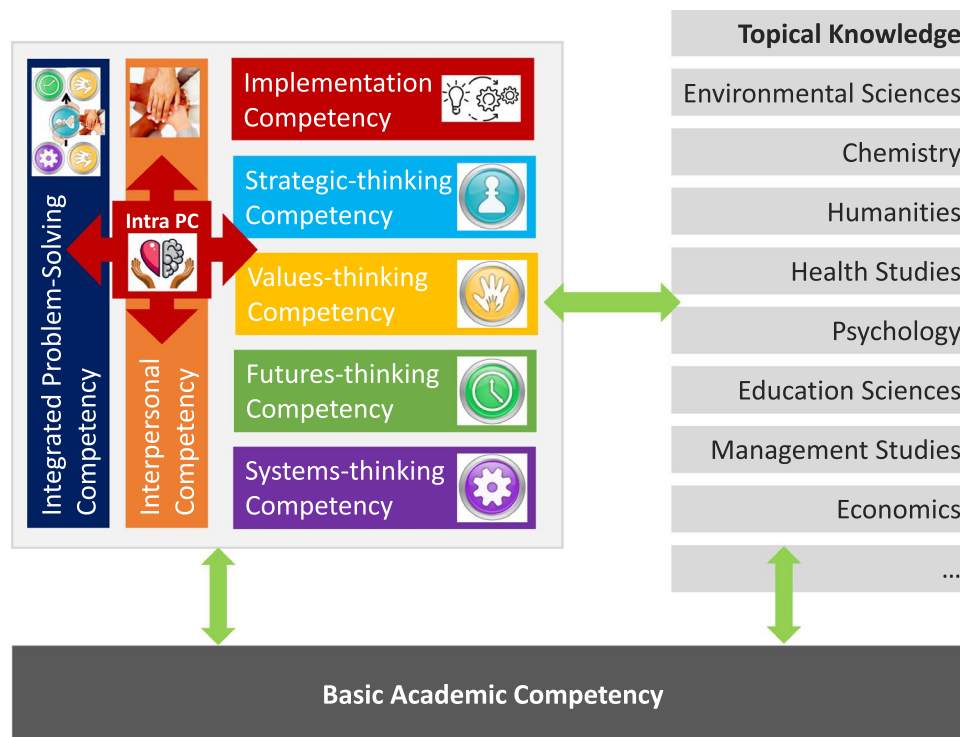 Integrated Problem-Solving
Competency
Interpersonal
Competency
Intra PC
Implementation
Competency
Strategic-thinking
Competency
Values-thinking
Competency
Futures-thinking
Competency
Systems-thinking
Competency
Topical Knowledge
Environmental Sciences
Chemistry
Humanities
Health Studies
Psychology
Education Sciences
Management Studies
Economics
...
Basic Academic Competency